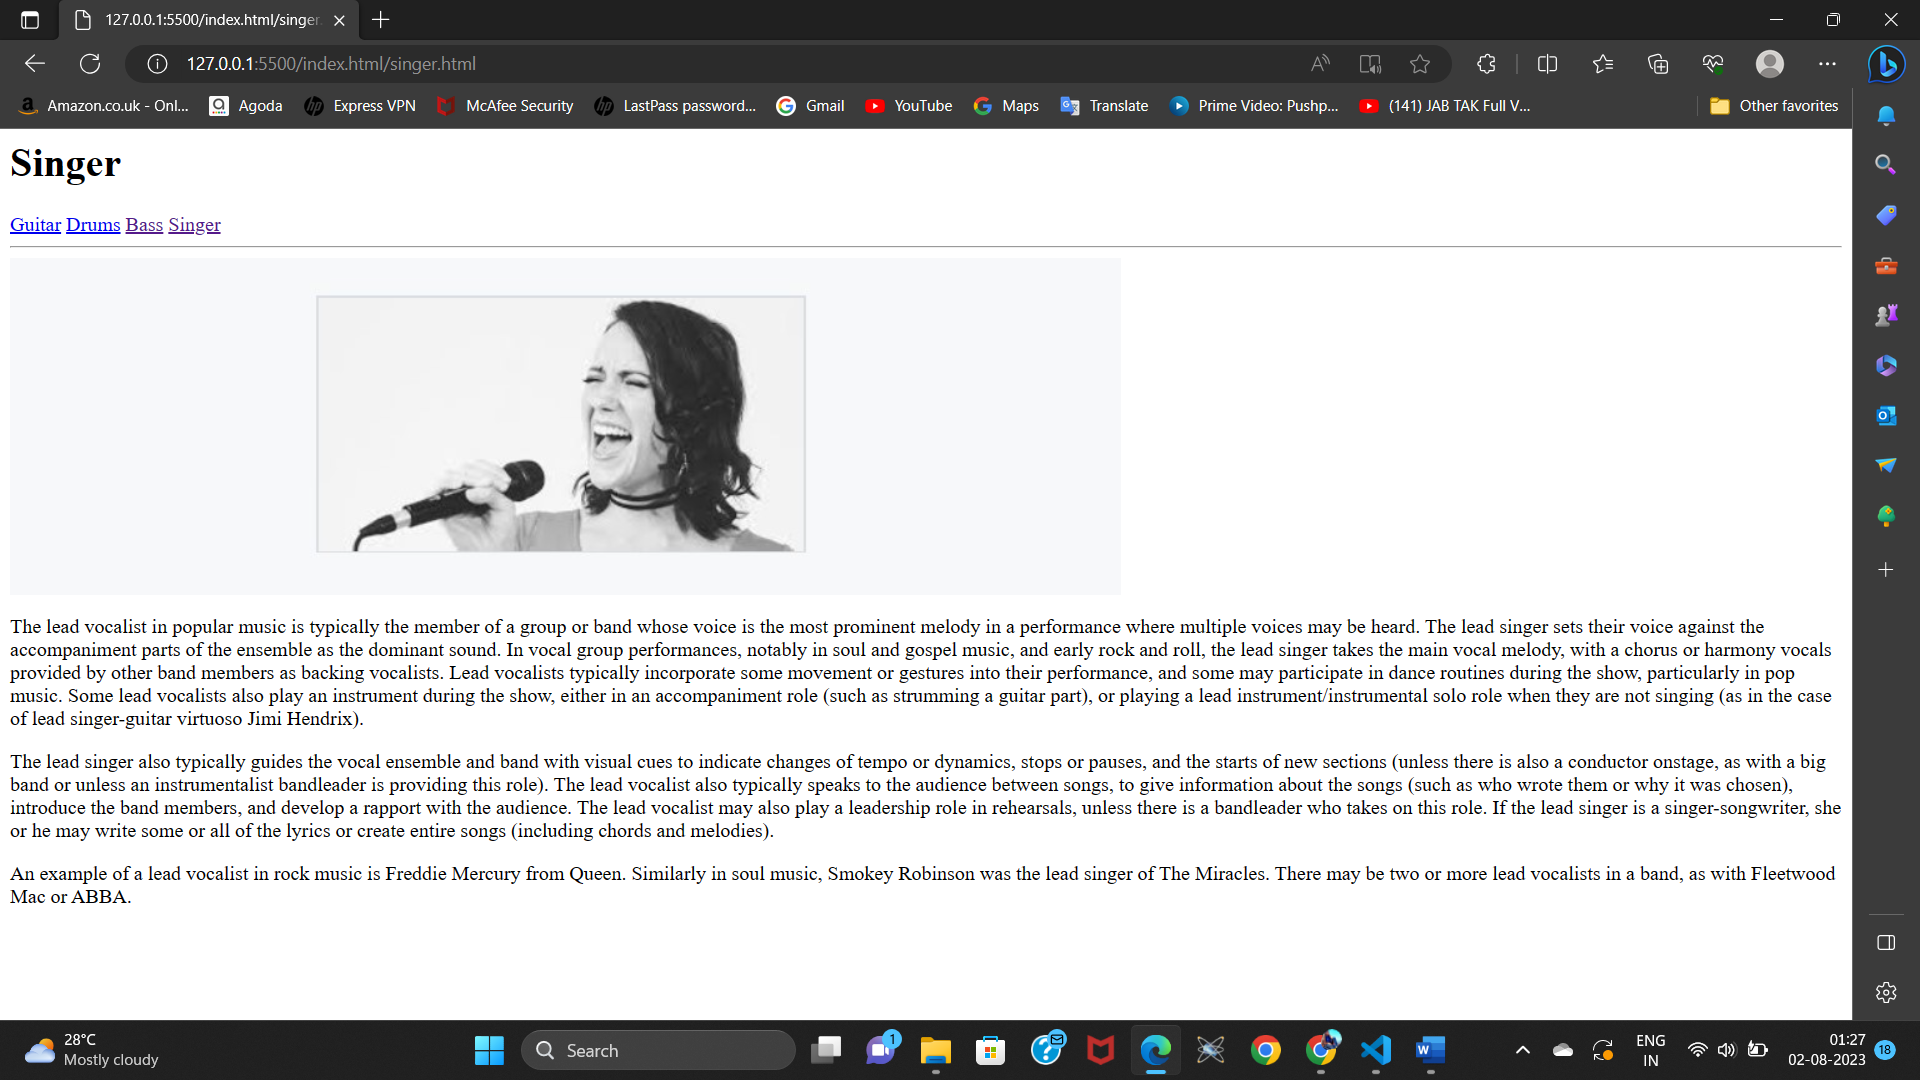 127.0.0.1:5500/index.html/singer
127.0.0.1:5500/index.html/singer.html
Amazon.co.uk - Onl... Agoda Express VPN McAfee Security LastPass password... Gmail YouTube Maps Translate Prime Video: Pushp... (141) JAB TAK Full V... Other favorites
Singer
Guitar Drums Bass Singer
The lead vocalist in popular music is typically the member of a group or band whose voice is the most prominent melody in a performance where multiple voices may be heard. The lead singer sets their voice against the
accompaniment parts of the ensemble as the dominant sound. In vocal group performances, notably in soul and gospel music, and early rock and roll, the lead singer takes the main vocal melody, with a chorus or harmony vocals
provided by other band members as backing vocalists. Lead vocalists typically incorporate some movement or gestures into their performance, and some may participate in dance routines during the show, particularly in pop
music. Some lead vocalists also play an instrument during the show, either in an accompaniment role (such as strumming a guitar part), or playing a lead instrument/instrumental solo role when they are not singing (as in the case
of lead singer-guitar virtuoso Jimi Hendrix).
The lead singer also typically guides the vocal ensemble and band with visual cues to indicate changes of tempo or dynamics, stops or pauses, and the starts of new sections (unless there is also a conductor onstage, as with a big
band or unless an instrumentalist bandleader is providing this role). The lead vocalist also typically speaks to the audience between songs, to give information about the songs (such as who wrote them or why it was chosen),
introduce the band members, and develop a rapport with the audience. The lead vocalist may also play a leadership role in rehearsals, unless there is a bandleader who takes on this role. If the lead singer is a singer-songwriter, she
or he may write some or all of the lyrics or create entire songs (including chords and melodies).
An example of a lead vocalist in rock music is Freddie Mercury from Queen. Similarly in soul music, Smokey Robinson was the lead singer of The Miracles. There may be two or more lead vocalists in a band, as with Fleetwood
Mac or ABBA.
28°C
Mostly cloudy
Search
1
ENG
IN
01:27
02-08-2023
18